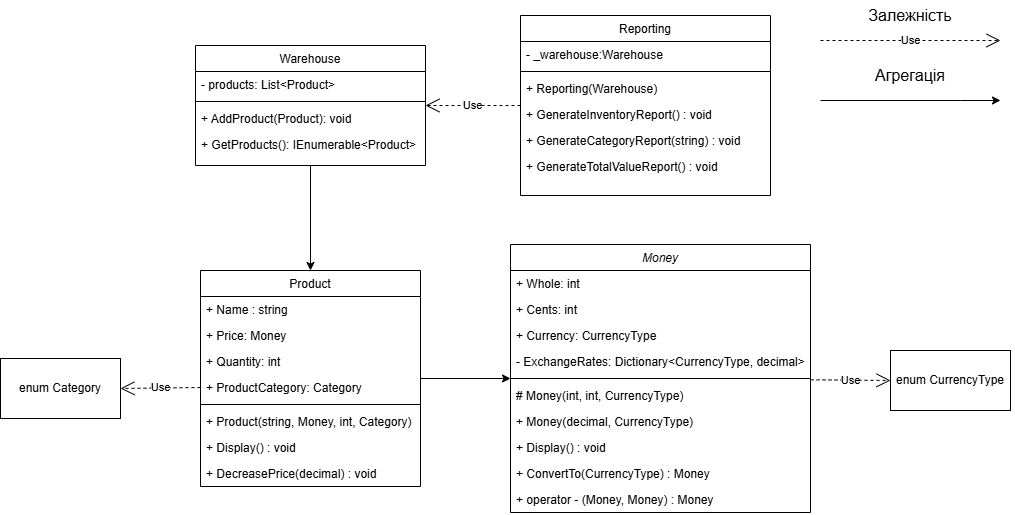 Reporting
- _warehouse:Warehouse
+ Reporting(Warehouse)
+ GenerateInventoryReport() : void
+ GenerateCategoryReport(string) : void
+ GenerateTotalValueReport() : void
Залежність
Use
Агрегація
Warehouse
- products: List<Product>
+ AddProduct(Product): void
+ GetProducts(): IEnumerable<Product>
Use
Product
+ Name : string
+ Price: Money
+ Quantity: int
+ ProductCategory: Category
+ Product(string, Money, int, Category)
+ Display() : void
+ DecreasePrice(decimal) : void
enum Category
Use
Money
+ Whole: int
+ Cents: int
+ Currency: CurrencyType
- ExchangeRates: Dictionary<CurrencyType, decimal>
# Money(int, int, CurrencyType)
+ Money(decimal, CurrencyType)
+ Display() : void
+ ConvertTo(CurrencyType) : Money
+ operator - (Money, Money) : Money
Use
enum CurrencyType